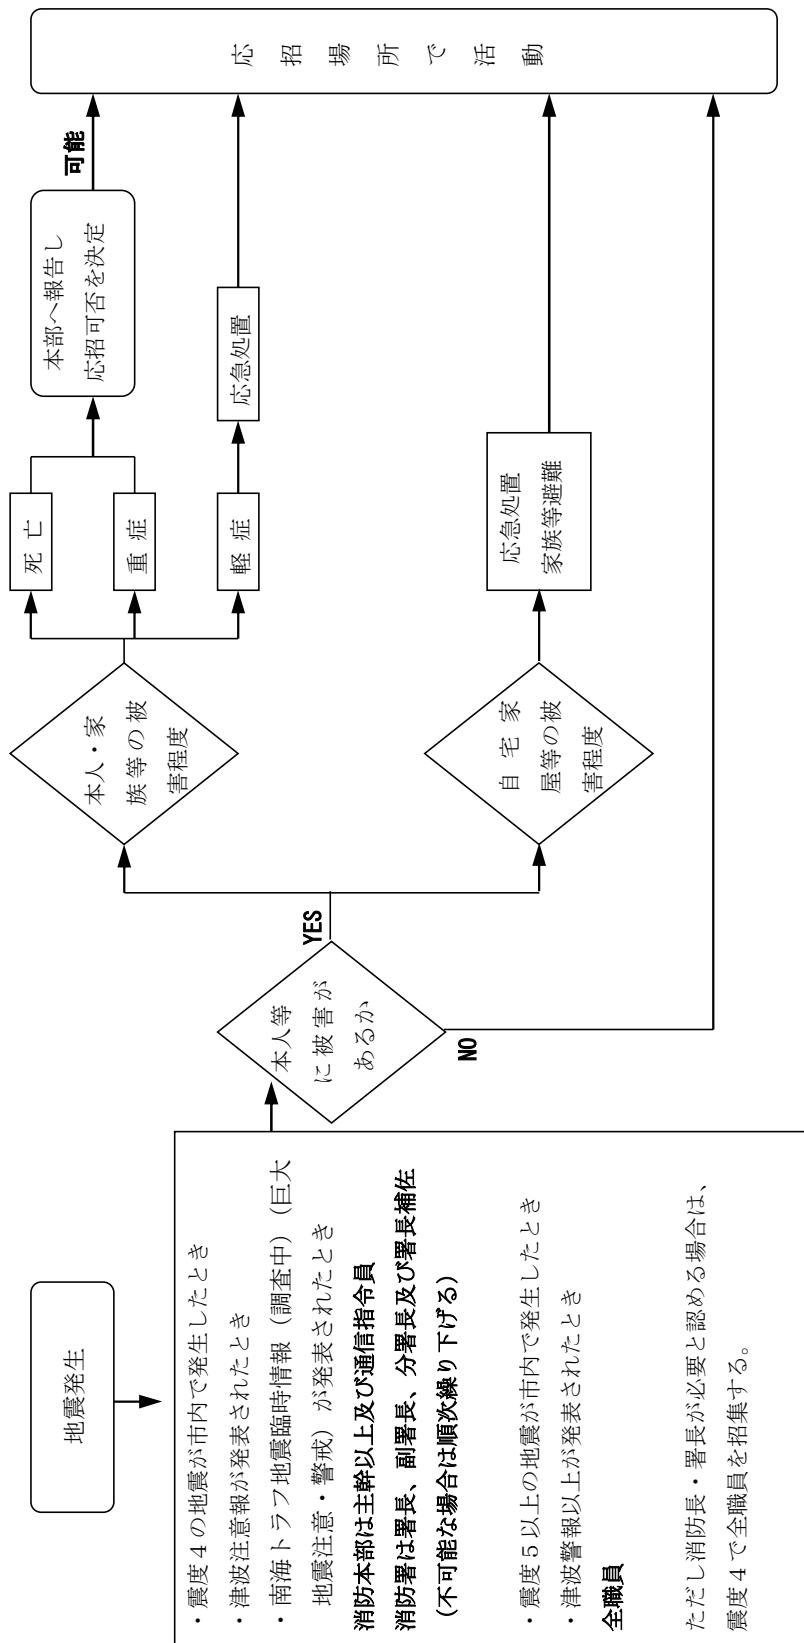 地震発生
・震度４の地震が市内で発生したとき
・津波注意報が発表されたとき
・南海トラフ地震臨時情報（調査中）（巨大
地震注意・警戒）が発表されたとき
消防本部は主幹以上及び通信指令員
消防署は署長、副署長、分署長及び署長補佐
（不可能な場合は順次繰り下げる）
・震度５以上の地震が市内で発生したとき
・津波警報以上が発表されたとき
全職員
ただし消防長・署長が必要と認める場合は、
震度４で全職員を招集する。
本人等
に被害が
あるか
YES
NO
本人・家
族等の被
害程度
自宅家
屋等の被
害程度
死亡
重症
軽症
応急処置
家族等避難
本部へ報告し
応招可否を決定
応急処置
可能
応招場所で活動